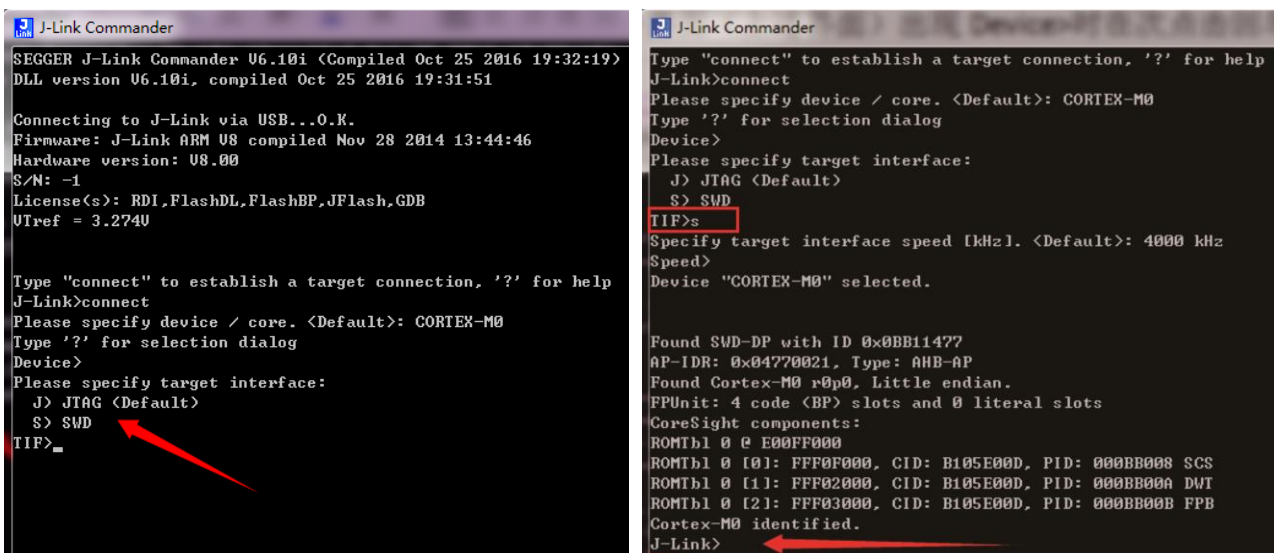 J-Link Commander
SEGGER J-Link Commander V6.10i (Compiled Oct 25 2016 19:32:19)
DLL version V6.10i, compiled Oct 25 2016 19:31:51
Connecting to J-Link via USB...O.K.
Firmware: J-Link ARM V8 compiled Nov 28 2014 13:44:46
Hardware version: V8.00
S/N: -1
License(s): RDI,FlashDL,FlashBP,JFlash,GDB
VTref = 3.274V
Type "connect" to establish a target connection, '?' for help
J-Link>connect
Please specify device / core. <Default>: CORTEX-M0
Type '?' for selection dialog
Device>
Please specify target interface:
J) JTAG (Default)
S) SWD
TIF>_
J-Link Commander
Type "connect" to establish a target connection, '?' for help
J-Link>connect
Please specify device / core. <Default>: CORTEX-M0
Type '?' for selection dialog
Device>
Please specify target interface:
J) JTAG (Default)
S) SWD
TIF>s
Specify target interface speed [kHz]. <Default>: 4000 kHz
Speed>
Device "CORTEX-M0" selected.
Found SWD-DP with ID 0x0BB11477
AP-IDR: 0x04770021, Type: AHB-AP
Found Cortex-M0 r0p0, Little endian.
FPUnit: 4 code (BP) slots and 0 literal slots
CoreSight components:
ROMTbl 0 @ E00FF000
ROMTbl 0 [0]: FFF0F000, CID: B105E00D, PID: 000BB008 SCS
ROMTbl 0 [1]: FFF02000, CID: B105E00D, PID: 000BB00A DWT
ROMTbl 0 [2]: FFF03000, CID: B105E00D, PID: 000BB00B FPB
Cortex-M0 identified.
J-Link>